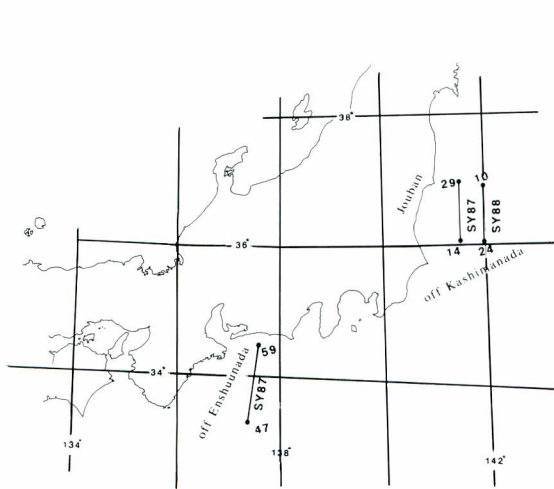 38°
Jouban
29
10
SY87
SY88
36°
14
24
off Kashimanada
34°
off Enshuunada
59
SY87
47
134°
138°
142°